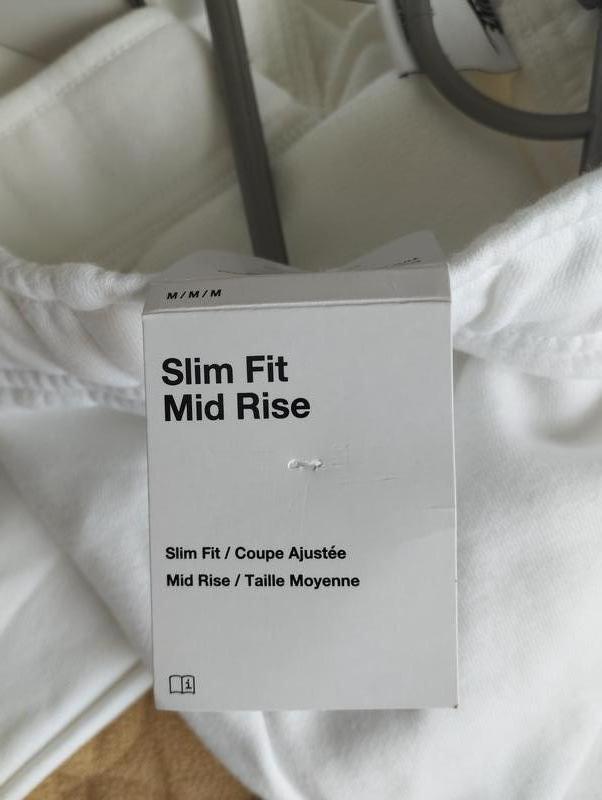 M / M / M
Slim Fit
Mid Rise
Slim Fit / Coupe Ajustée
Mid Rise / Taille Moyenne
i